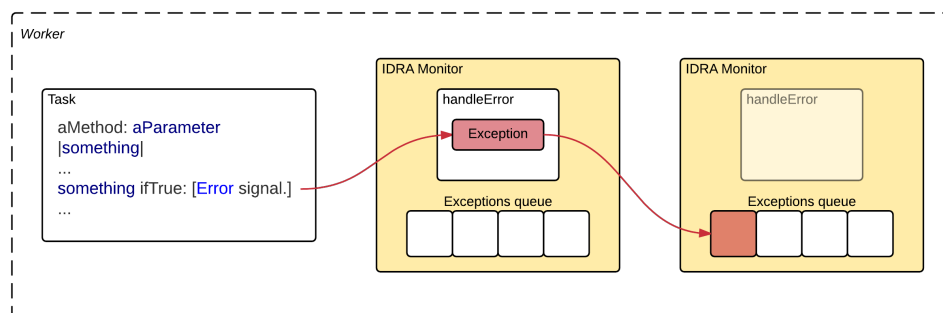 Worker
Task
aMethod: aParameter
|something|
...
something ifTrue: [Error signal.]
...
IDRA Monitor
handleError
Exception
Exceptions queue
IDRA Monitor
handleError
Exceptions queue